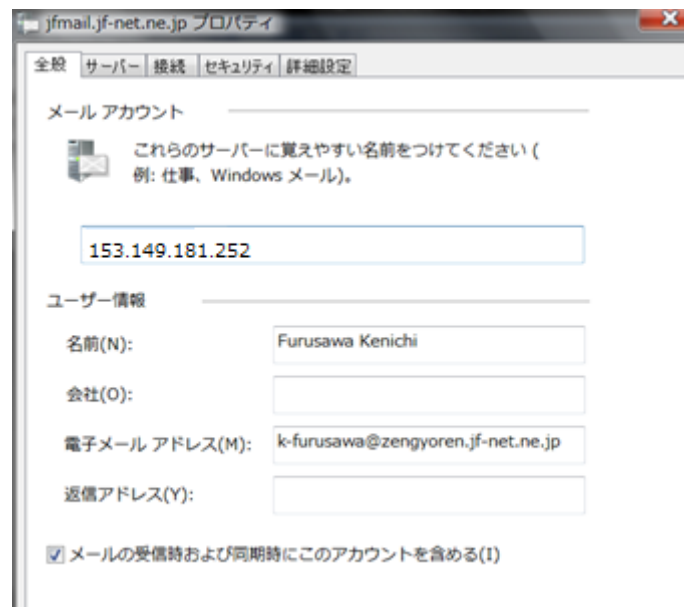 jfmail.jf-net.ne.jp プロパティ
全般 サーバー 接続 セキュリティ 詳細設定
メール アカウント
これらのサーバーに覚えやすい名前をつけてください (
例: 仕事、Windows メール)。
153.149.181.252
ユーザー情報
名前(N): Furusawa Kenichi
会社(O):
電子メール アドレス(M): k-furusawa@zengyoren.jf-net.ne.jp
返信アドレス(Y):
メールの受信時および同期時にこのアカウントを含める(I)